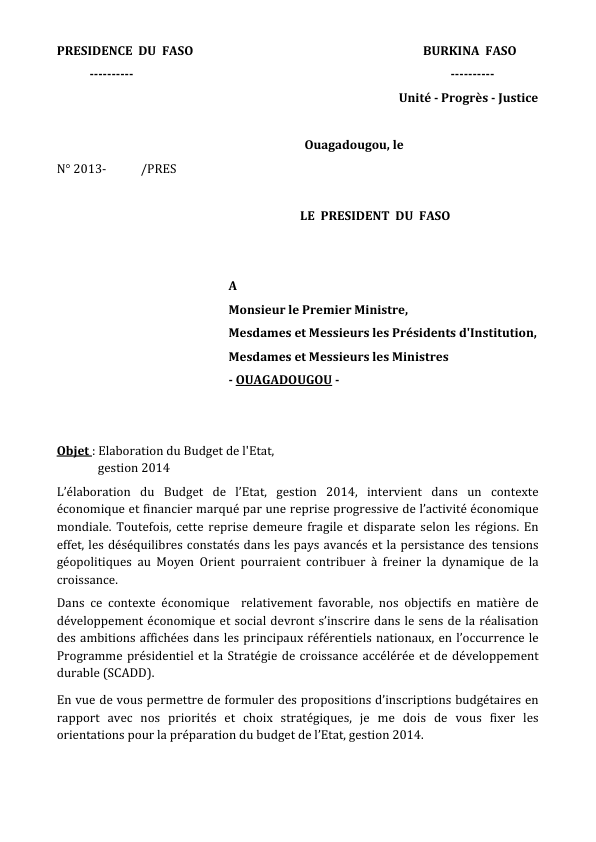 PRESIDENCE DU FASO
BURKINA FASO
----------
----------
Unité - Progrès - Justice
Ouagadougou, le
N° 2013- /PRES
LE PRESIDENT DU FASO
A
Monsieur le Premier Ministre,
Mesdames et Messieurs les Présidents d'Institution,
Mesdames et Messieurs les Ministres
- OUAGADOUGOU -
Objet : Elaboration du Budget de l'Etat,
gestion 2014
L’élaboration du Budget de l’Etat, gestion 2014, intervient dans un contexte
économique et financier marqué par une reprise progressive de l’activité économique
mondiale. Toutefois, cette reprise demeure fragile et disparate selon les régions. En
effet, les déséquilibres constatés dans les pays avancés et la persistance des tensions
géopolitiques au Moyen Orient pourraient contribuer à freiner la dynamique de la
croissance.
Dans ce contexte économique relativement favorable, nos objectifs en matière de
développement économique et social devront s’inscrire dans le sens de la réalisation
des ambitions affichées dans les principaux référentiels nationaux, en l’occurrence le
Programme présidentiel et la Stratégie de croissance accélérée et de développement
durable (SCADD).
En vue de vous permettre de formuler des propositions d’inscriptions budgétaires en
rapport avec nos priorités et choix stratégiques, je me dois de vous fixer les
orientations pour la préparation du budget de l’Etat, gestion 2014.